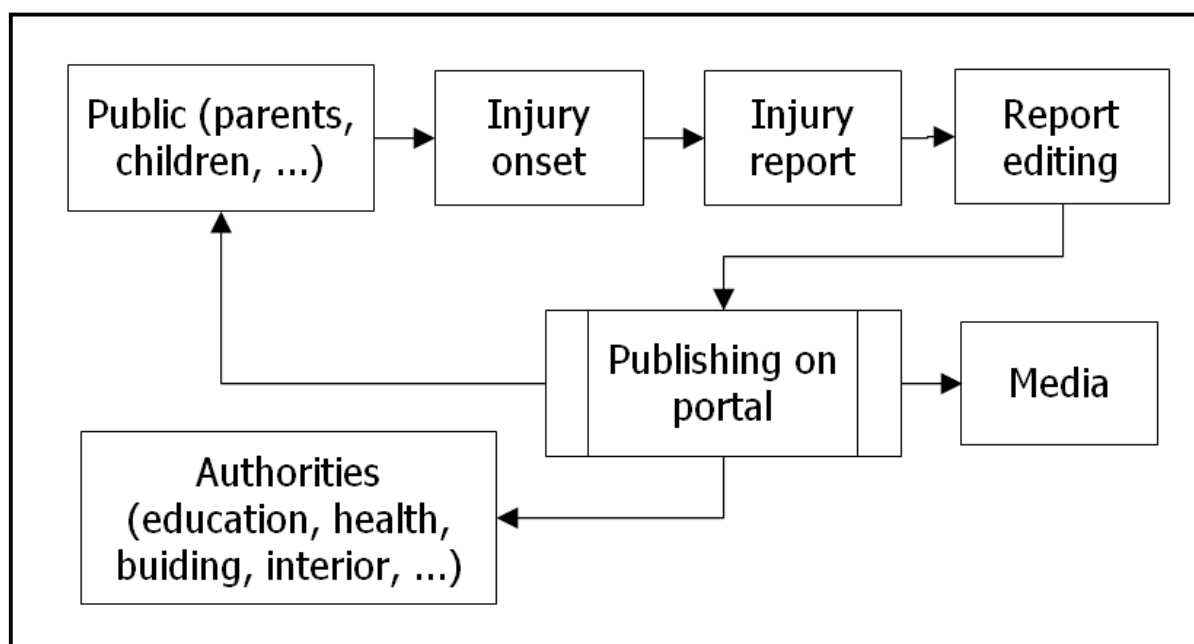 Public (parents,
children, ...)
Injury
onset
Injury
report
Report
editing
Publishing on
portal
Media
Authorities
(education, health,
buiding, interior, ...)